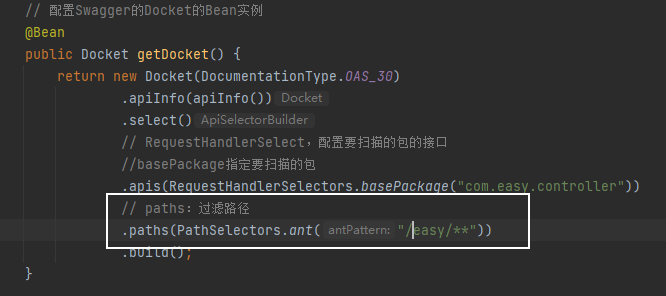 // 配置Swagger的Docket的Bean实例
@Bean
public Docket getDocket() {
return new Docket(DocumentationType.OAS_30)
.apiInfo(apiInfo()) Docket
.select() ApiSelectorBuilder
// RequestHandlerSelect，配置要扫描的包的接口
//basePackage指定要扫描的包
.apis(RequestHandlerSelectors.basePackage("com.easy.controller"))
// paths：过滤路径
.paths(PathSelectors.ant( antPattern: "/easy/**"))
.build();
}